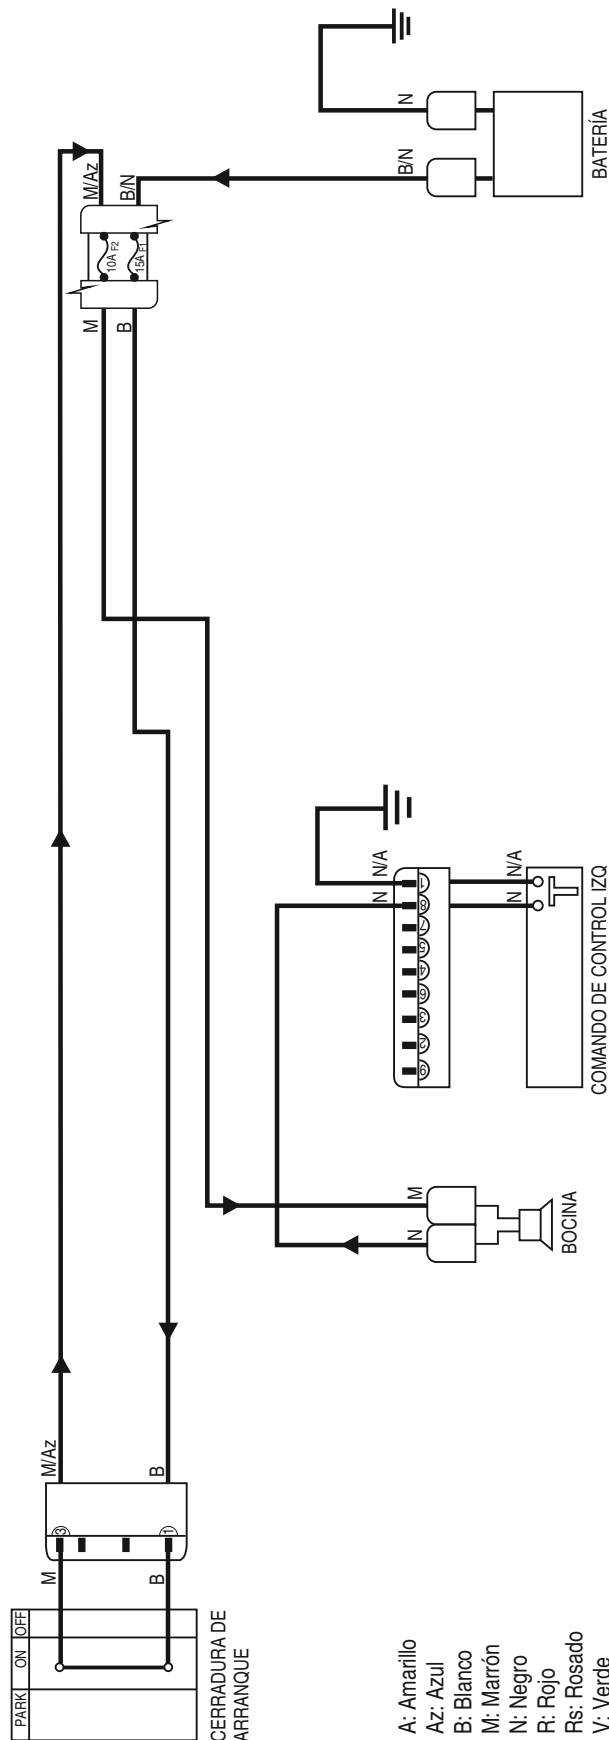 PARK ON OFF
M
B
3
1
M/Az
B
CERRADURA DE
ARRANQUE
M/Az
B/N
10A F2
15A F1
M
B
N
B/N
BATERÍA
N
N/A
9 2 3 6 4 5 7 8 1
N
N/A
COMANDO DE CONTROL IZQ
N
M
BOCINA
A: Amarillo
Az: Azul
B: Blanco
M: Marrón
N: Negro
R: Rojo
Rs: Rosado
V: Verde